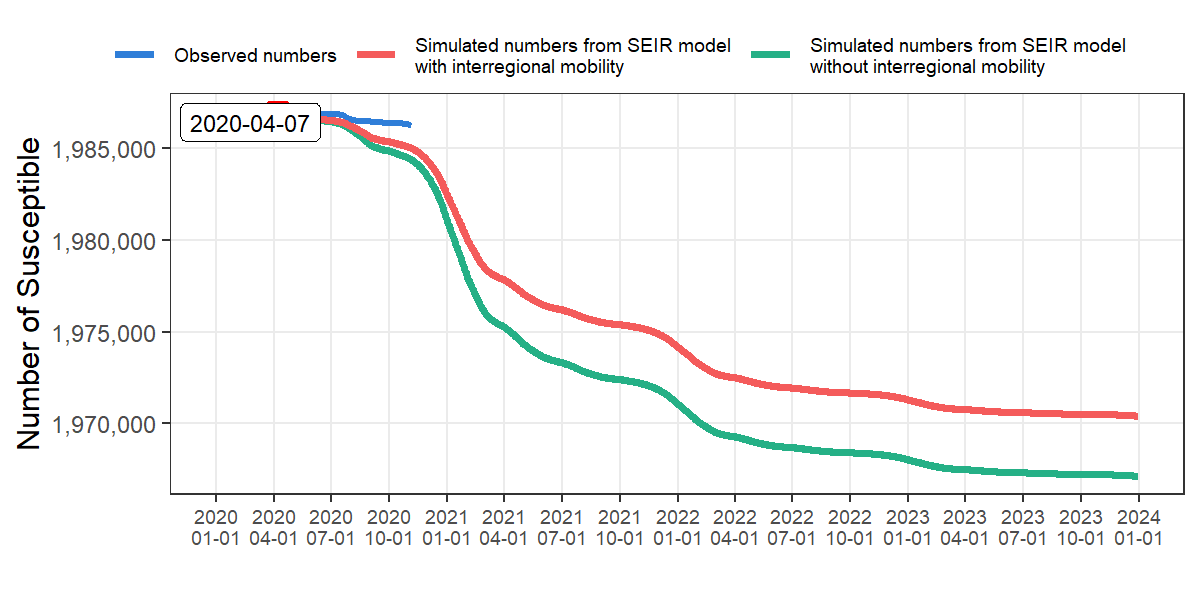 Observed numbers
Simulated numbers from SEIR model
with interregional mobility
Simulated numbers from SEIR model
without interregional mobility
2020-04-07
Number of Susceptible
1,985,000
1,980,000
1,975,000
1,970,000
2020 2020 2020 2020 2021 2021 2021 2021 2022 2022 2022 2022 2023 2023 2023 2023 2024
01-01 04-01 07-01 10-01 01-01 04-01 07-01 10-01 01-01 04-01 07-01 10-01 01-01 04-01 07-01 10-01 01-01